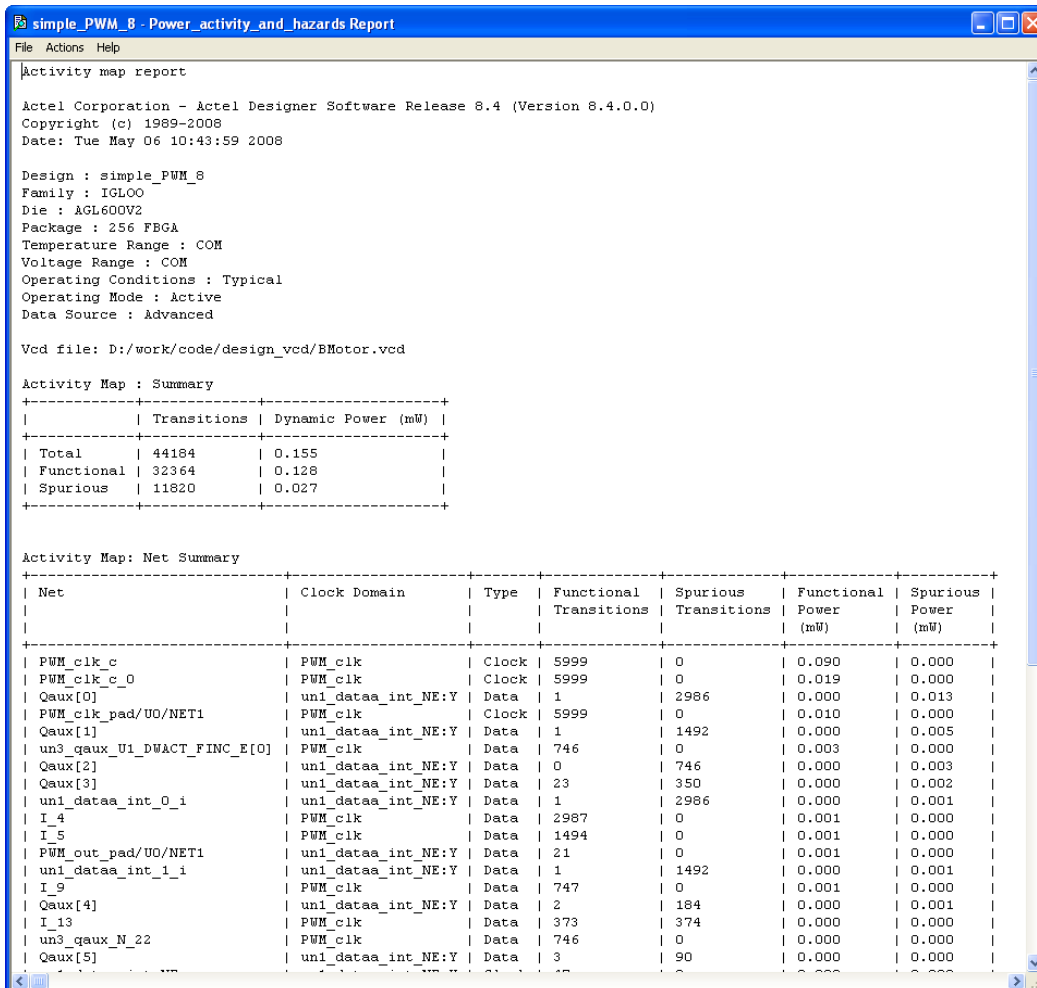 simple_PWM_8 - Power_activity_and_hazards Report
File Actions Help
Activity map report
Actel Corporation - Actel Designer Software Release 8.4 (Version 8.4.0.0)
Copyright (c) 1989-2008
Date: Tue May 06 10:43:59 2008
Design : simple_PWM_8
Family : IGLOO
Die : AGL600V2
Package : 256 FBGA
Temperature Range : COM
Voltage Range : COM
Operating Conditions : Typical
Operating Mode : Active
Data Source : Advanced
Vcd file: D:/work/code/design_vcd/BMotor.vcd
Activity Map : Summary
+------------+--------------+---------------------+
| | Transitions | Dynamic Power (mW) |
+------------+--------------+---------------------+
| Total | 44184 | 0.155 |
| Functional | 32364 | 0.128 |
| Spurious | 11820 | 0.027 |
+------------+--------------+---------------------+
Activity Map: Net Summary
| Net | Clock Domain | Type | Functional | Spurious | Functional | Spurious |
| | | | Transitions | Transitions | Power | Power |
| | | | | | (mW) | (mW) |
| PWM_clk_c | PWM_clk | Clock | 5999 | 0 | 0.090 | 0.000 |
| PWM_clk_c_0 | PWM_clk | Clock | 5999 | 0 | 0.019 | 0.000 |
| Qaux[0] | un1_dataa_int_NE:Y | Data | 1 | 2986 | 0.000 | 0.013 |
| PWM_clk_pad/U0/NET1 | PWM_clk | Clock | 5999 | 0 | 0.010 | 0.000 |
| Qaux[1] | un1_dataa_int_NE:Y | Data | 1 | 1492 | 0.000 | 0.005 |
| un3_qaux_U1_DWACT_FINC_E[0] | PWM_clk | Data | 746 | 0 | 0.003 | 0.000 |
| Qaux[2] | un1_dataa_int_NE:Y | Data | 0 | 746 | 0.000 | 0.003 |
| Qaux[3] | un1_dataa_int_NE:Y | Data | 23 | 350 | 0.000 | 0.002 |
| un1_dataa_int_0_i | un1_dataa_int_NE:Y | Data | 1 | 2986 | 0.000 | 0.001 |
| I_4 | PWM_clk | Data | 2987 | 0 | 0.001 | 0.000 |
| I_5 | PWM_clk | Data | 1494 | 0 | 0.001 | 0.000 |
| PWM_out_pad/U0/NET1 | un1_dataa_int_NE:Y | Data | 21 | 0 | 0.001 | 0.000 |
| un1_dataa_int_1_i | un1_dataa_int_NE:Y | Data | 1 | 1492 | 0.000 | 0.001 |
| I_9 | PWM_clk | Data | 747 | 0 | 0.001 | 0.000 |
| Qaux[4] | un1_dataa_int_NE:Y | Data | 2 | 184 | 0.000 | 0.001 |
| I_13 | PWM_clk | Data | 373 | 374 | 0.000 | 0.000 |
| un3_qaux_N_22 | PWM_clk | Data | 746 | 0 | 0.000 | 0.000 |
| Qaux[5] | un1_dataa_int_NE:Y | Data | 3 | 90 | 0.000 | 0.000 |